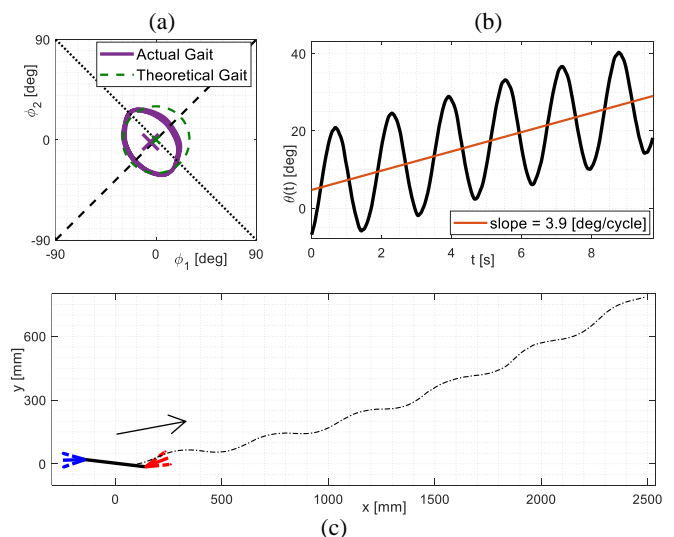 (a)
(b)
90
0
-90
ϕ2 [deg]
Actual Gait
Theoretical Gait
-90
0
90
ϕ1 [deg]
40
20
0
θ(t) [deg]
slope = 3.9 [deg/cycle]
0
2
4
6
8
t [s]
600
300
0
y [mm]
0
500
1000
1500
2000
2500
x [mm]
(c)